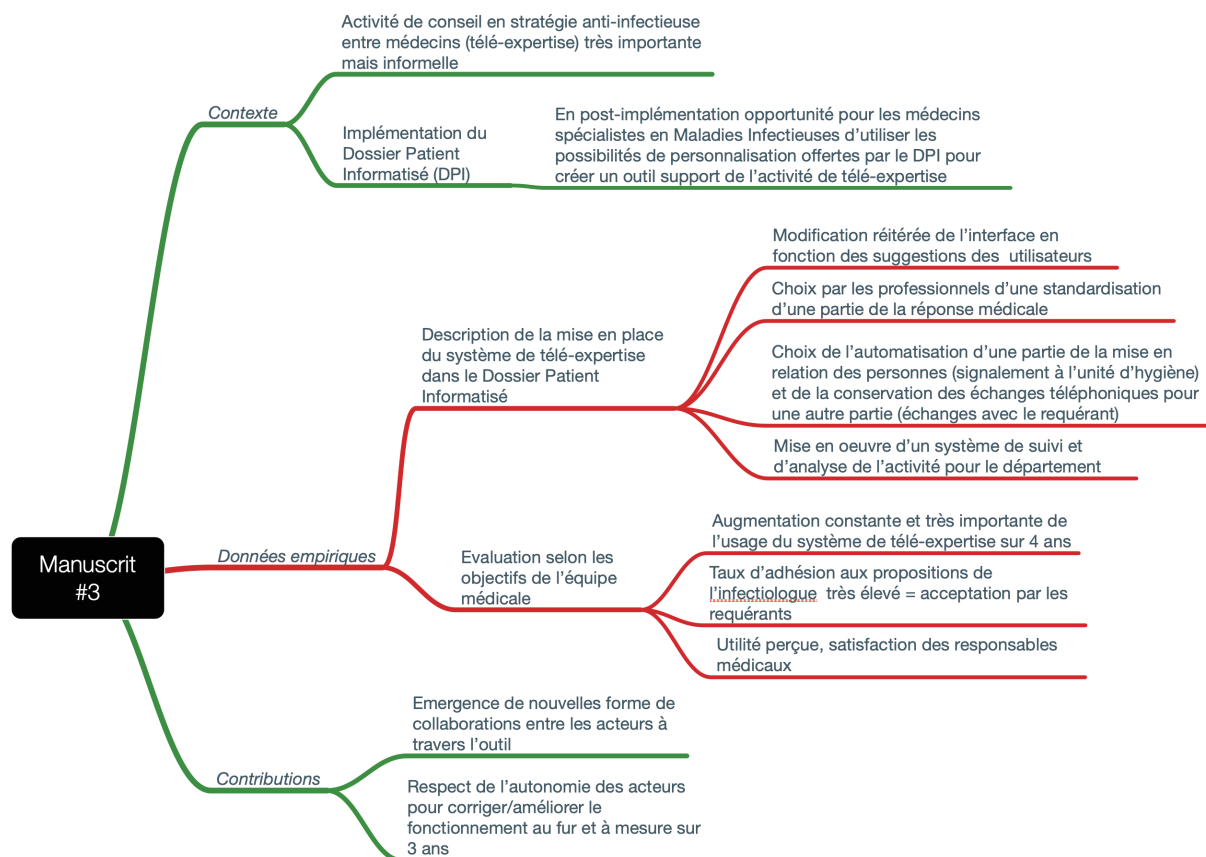 Activité de conseil en stratégie anti-infectieuse
entre médecins (télé-expertise) très importante
mais informelle
Contexte
Implémentation du
Dossier Patient
Informatisé (DPI)
En post-implémentation opportunité pour les médecins
spécialistes en Maladies Infectieuses d'utiliser les
possibilités de personnalisation offertes par le DPI pour
créer un outil support de l'activité de télé-expertise
Modification réitérée de l'interface en
fonction des suggestions des utilisateurs
Choix par les professionnels d'une standardisation
d'une partie de la réponse médicale
Description de la mise en place
du système de télé-expertise
dans le Dossier Patient
Informatisé
Choix de l'automatisation d'une partie de la mise en
relation des personnes (signalement à l'unité d'hygiène)
et de la conservation des échanges téléphoniques pour
une autre partie (échanges avec le requérant)
Mise en oeuvre d'un système de suivi et
d'analyse de l'activité pour le département
Manuscrit
#3
Données empiriques
Evaluation selon les
objectifs de l'équipe
médicale
Augmentation constante et très importante de
l'usage du système de télé-expertise sur 4 ans
Taux d'adhésion aux propositions de
l'infectiologue très élevé = acceptation par les
requérants
Utilité perçue, satisfaction des responsables
médicaux
Emergence de nouvelles forme de
collaborations entre les acteurs à
travers l'outil
Contributions
Respect de l'autonomie des acteurs
pour corriger/améliorer le
fonctionnement au fur et à mesure sur
3 ans